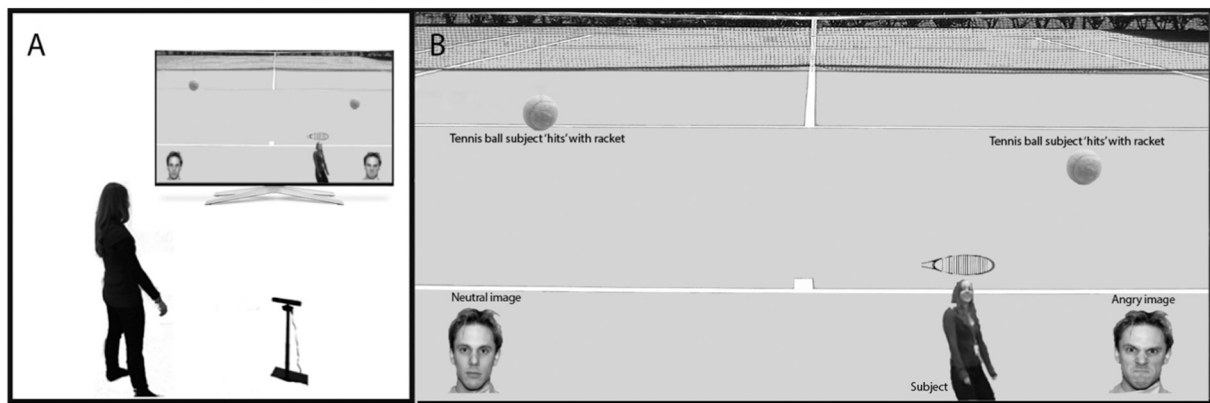 A
B
Tennis ball subject 'hits' with racket
Tennis ball subject 'hits' with racket
Neutral image
Angry image
Subject